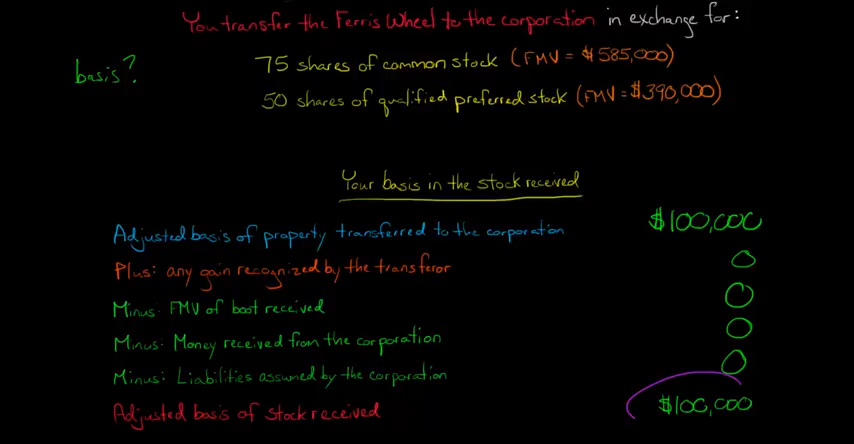 You transfer the Ferris Wheel to the corporation in exchange for:
basis?
75 shares of common stock (FMV = $585,000)
50 shares of qualified preferred stock (FMV = $390,000)
Your basis in the stock received
Adjusted basis of property transferred to the corporation $100,000
Plus: any gain recognized by the transferor 0
Minus: FMV of boot received 0
Minus: Money received from the corporation 0
Minus: Liabilities assumed by the corporation 0
Adjusted basis of stock received $100,000